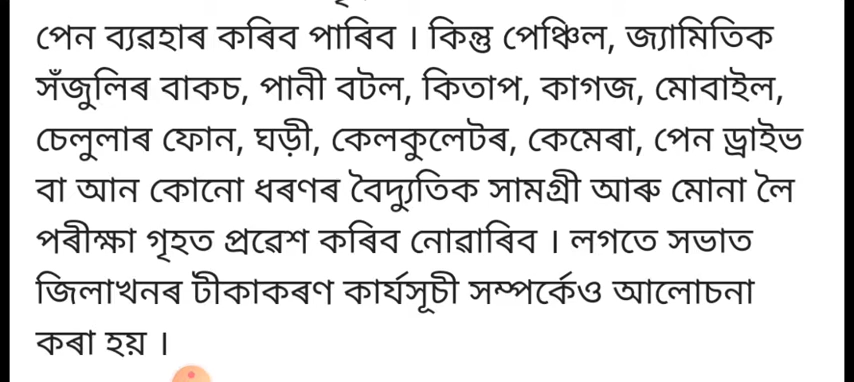 পেন ব্যৱহাৰ কৰিব পাৰিব । কিন্তু পেঞ্চিল, জ্যামিতিক
সঁজুলিৰ বাকচ, পানী বটল, কিতাপ, কাগজ, মোবাইল,
চেলুলাৰ ফোন, ঘড়ী, কেলকুলেটৰ, কেমেৰা, পেন ড্ৰাইভ
বা আন কোনো ধৰণৰ বৈদ্যুতিক সামগ্ৰী আৰু মোনা লৈ
পৰীক্ষা গৃহত প্ৰৱেশ কৰিব নোৱাৰিব । লগতে সভাত
জিলাখনৰ টীকাকৰণ কাৰ্যসূচী সম্পৰ্কেও আলোচনা
কৰা হয় ।